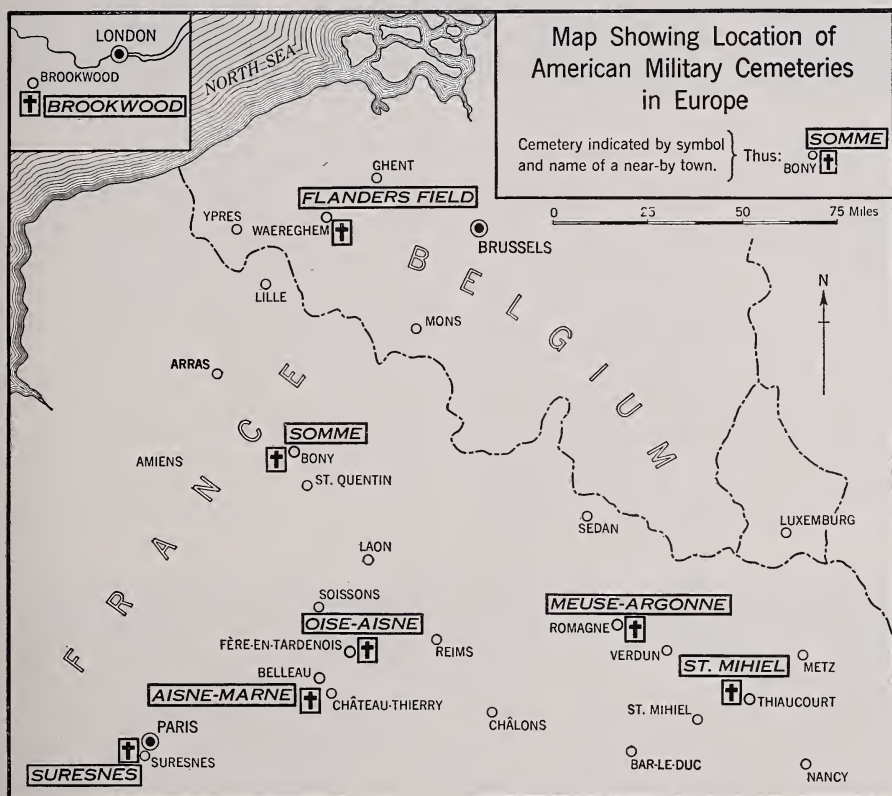 LONDON
BROOKWOOD
BROOKWOOD
NORTH SEA
Map Showing Location of
American Military Cemeteries
in Europe
Cemetery indicated by symbol
and name of a near-by town.
Thus:
SOMME
BONY
0 25 50 75 Miles
N
GHENT
FLANDERS FIELD
YPRES
WAEREGHEM
BRUSSELS
BELGIUM
LILLE
MONS
ARRAS
FRANCE
SOMME
BONY
AMIENS
ST. QUENTIN
SEDAN
LUXEMBURG
LAON
SOISSONS
OISE-AISNE
FÈRE-EN-TARDENOIS
REIMS
MEUSE-ARGONNE
ROMAGNE
VERDUN
ST. MIHIEL
METZ
BELLEAU
AISNE-MARNE
CHÂTEAU-THIERRY
CHÂLONS
ST. MIHIEL
THIAUCOURT
PARIS
SURESNES
SURESNES
BAR-LE-DUC
NANCY